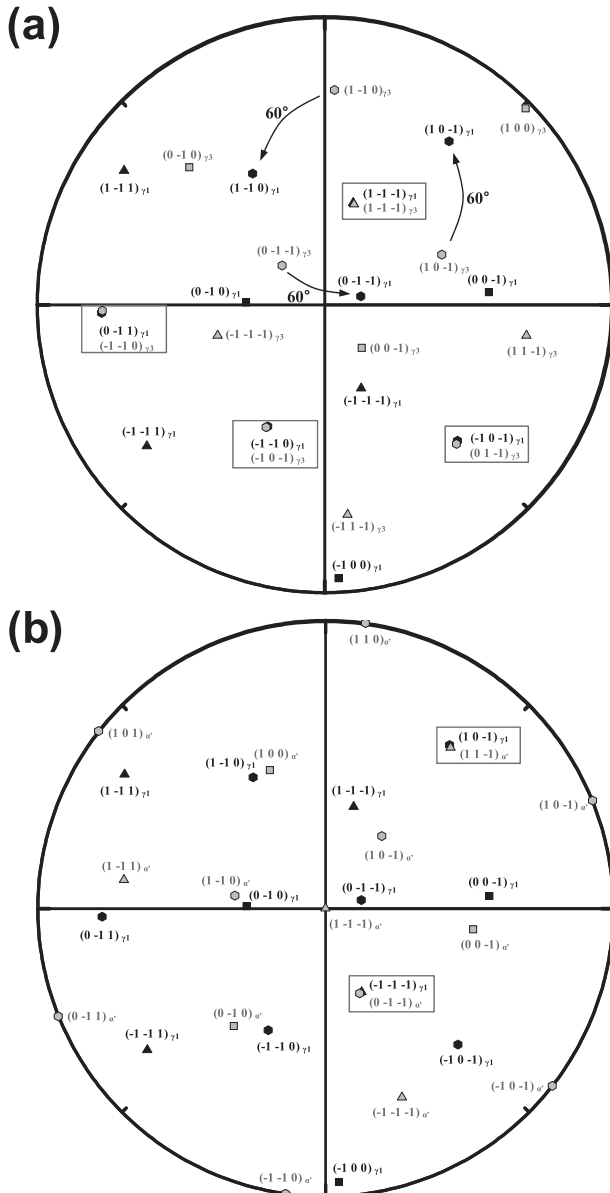 (a)
(1 -1 0) γ3
60°
(1 0 -1) γ1
(1 0 0) γ3
(0 -1 0) γ3
(1 -1 1) γ1
(1 -1 0) γ1
(1 -1 -1) γ1
(1 -1 -1) γ3
60°
(0 -1 -1) γ3
(1 0 -1) γ3
(0 -1 0) γ1
60°
(0 -1 -1) γ1
(0 0 -1) γ1
(0 -1 1) γ1
(-1 -1 0) γ3
(-1 -1 -1) γ3
(0 0 -1) γ3
(1 1 -1) γ3
(-1 -1 -1) γ1
(-1 -1 1) γ1
(-1 -1 0) γ1
(-1 0 -1) γ3
(-1 0 -1) γ1
(0 1 -1) γ3
(-1 1 -1) γ3
(-1 0 0) γ1
(b)
(1 1 0) α'
(1 0 1) α'
(1 -1 0) γ1
(1 0 0) α'
(1 0 -1) γ1
(1 1 -1) α'
(1 -1 1) γ1
(1 -1 -1) γ1
(1 0 -1) α'
(1 0 -1) α'
(1 -1 1) α'
(1 -1 0) α'
(0 -1 0) γ1
(0 -1 -1) γ1
(0 0 -1) γ1
(0 -1 1) γ1
(1 -1 -1) α'
(0 0 -1) α'
(-1 -1 -1) γ1
(0 -1 -1) α'
(0 -1 1) α'
(0 -1 0) α'
(-1 -1 1) γ1
(-1 -1 0) γ1
(-1 0 -1) γ1
(-1 0 -1) α'
(-1 -1 -1) α'
(-1 -1 0) α'
(-1 0 0) γ1